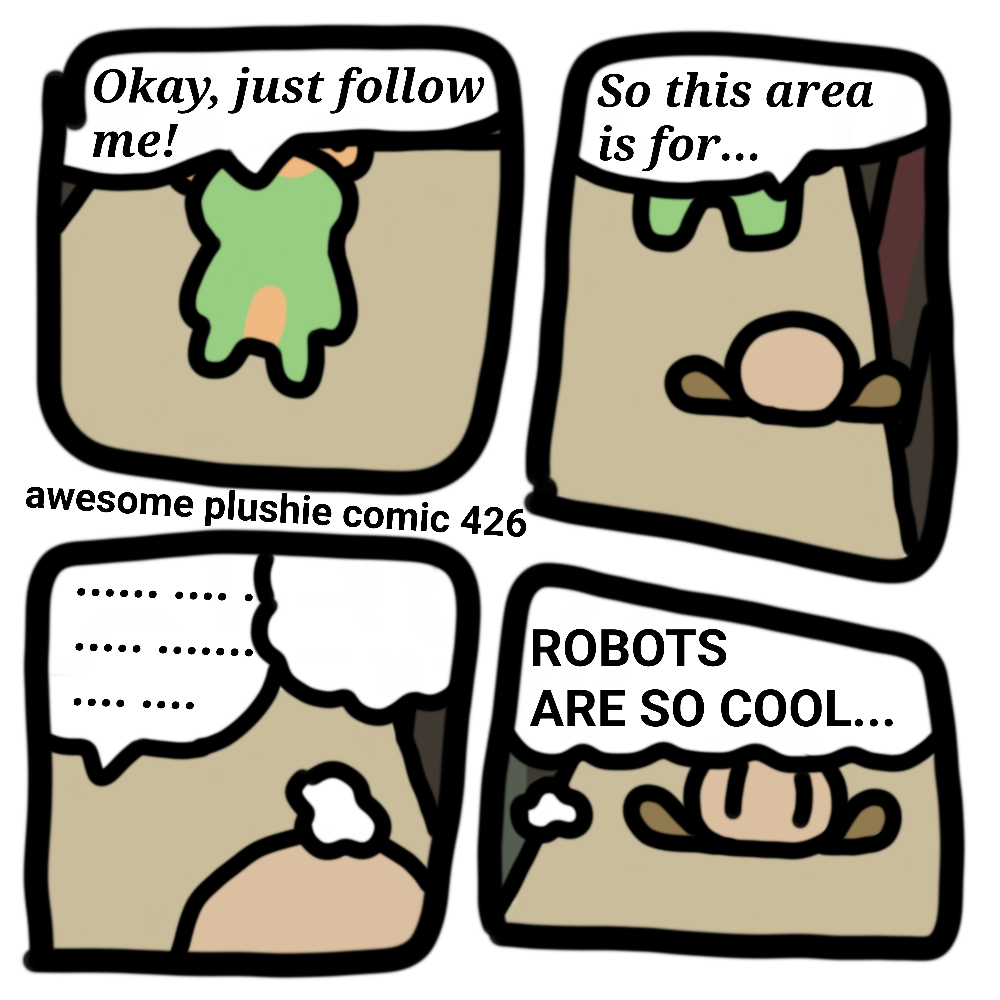 Okay, just follow
me!
So this area
is for...
awesome plushie comic 426
...... .... .
..... .......
.... ....
ROBOTS
ARE SO COOL...